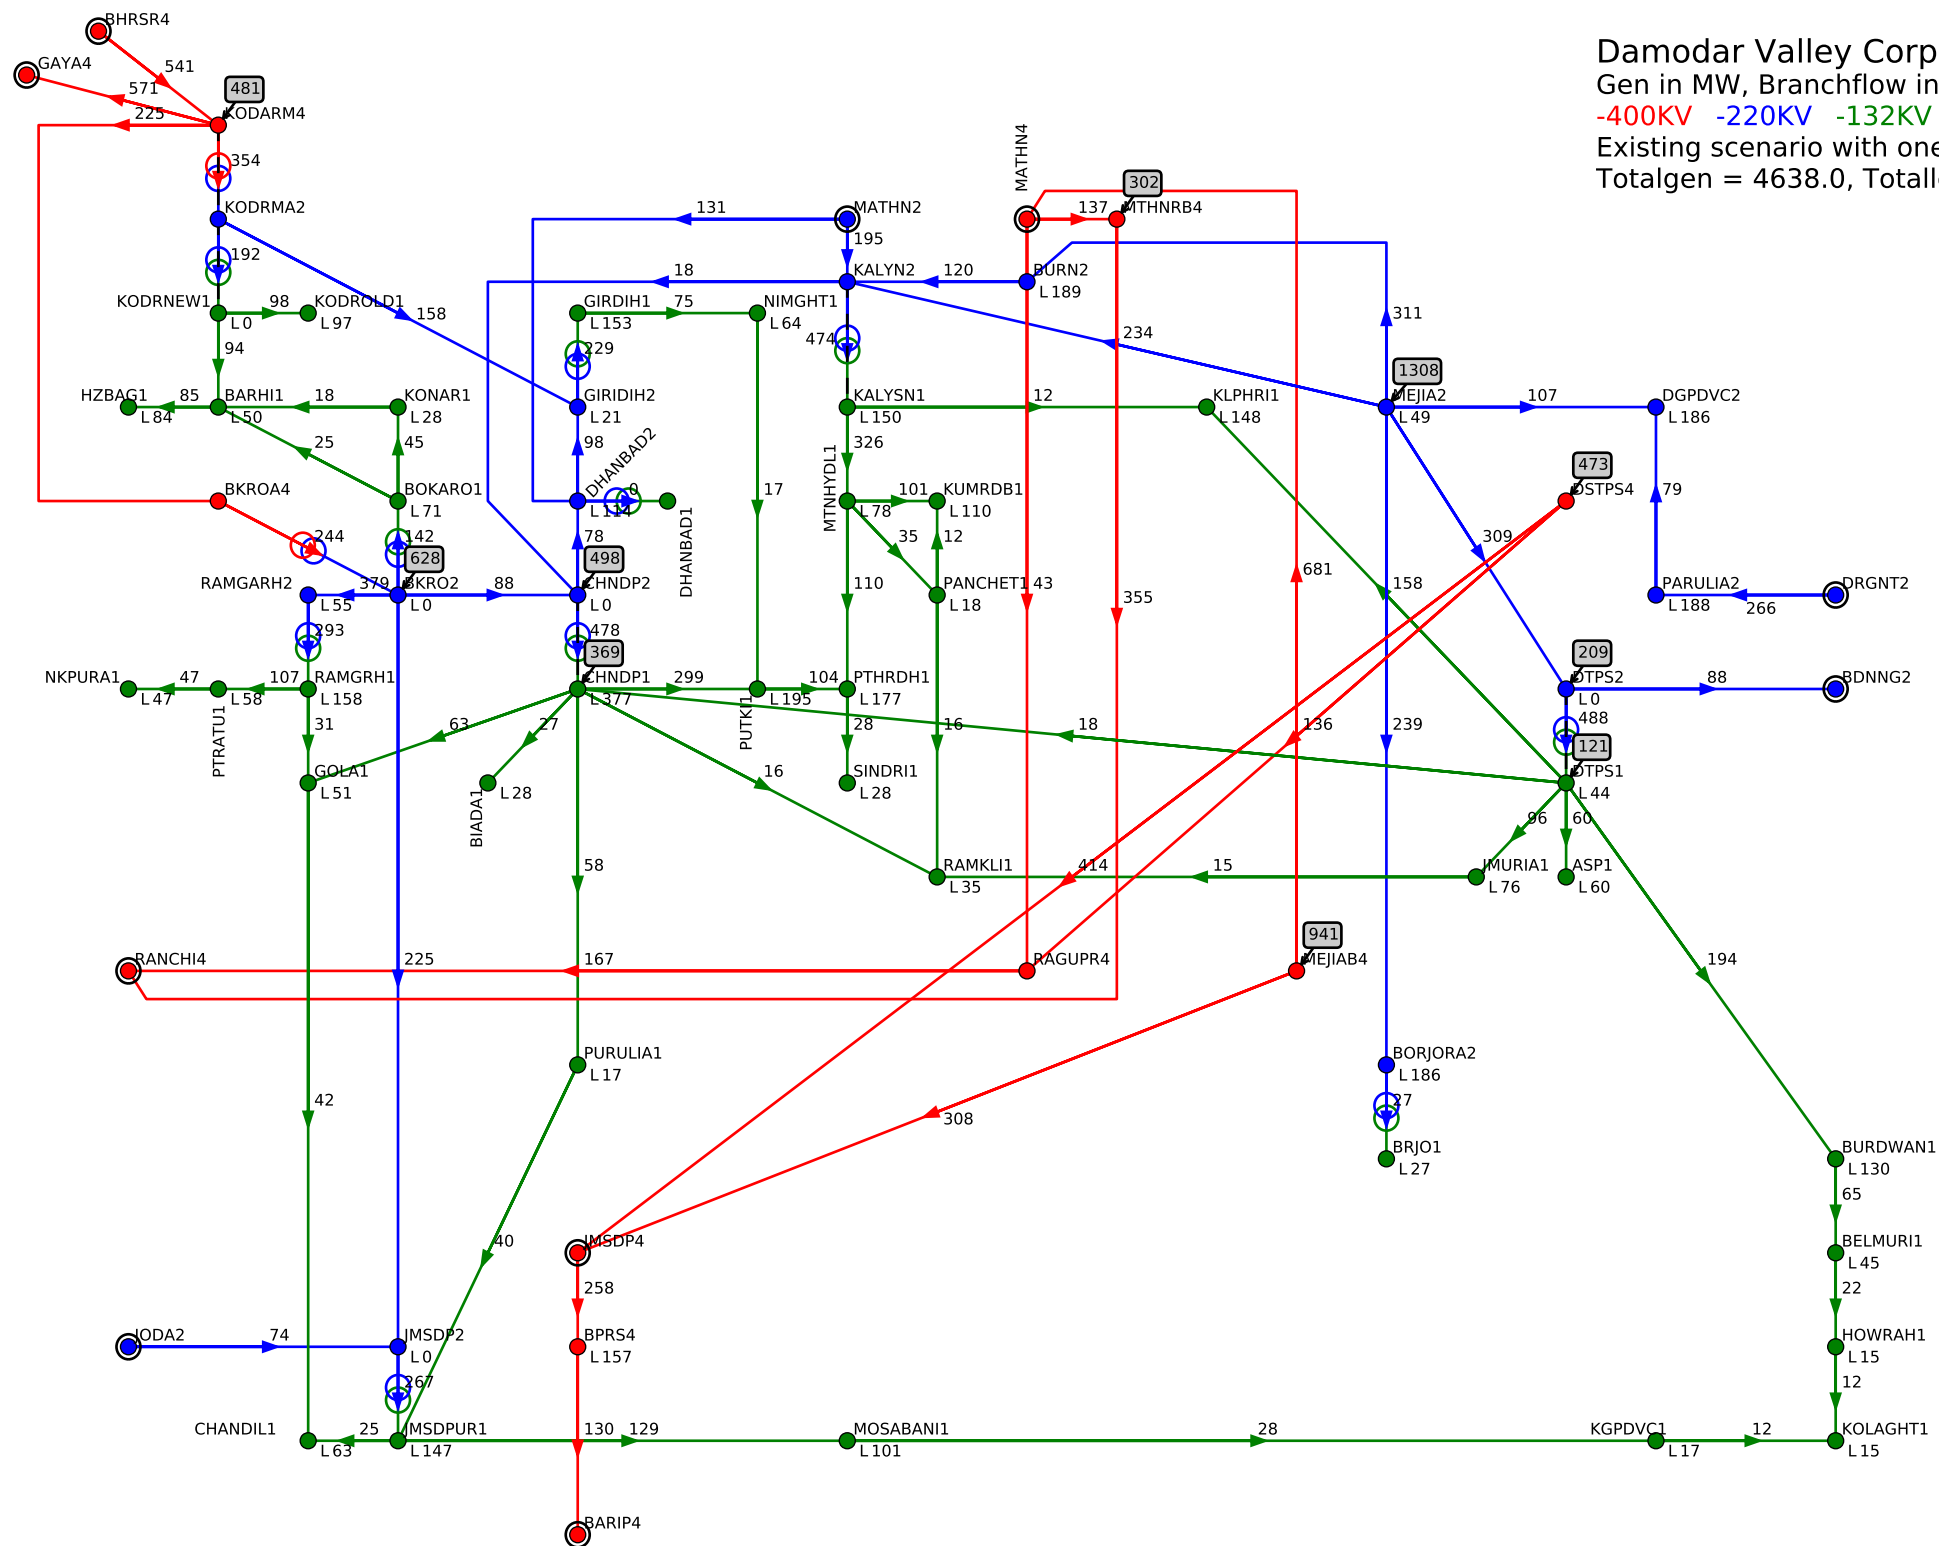 BHRSR4
Damodar Valley Corp
GAYA4
541
Gen in MW, Branchflow in
571
481
225
KODARM4
-400KV -220KV -132KV
Existing scenario with one
354
MATHN4
302
Totalgen = 4638.0, Totall
KODRMA2
131
MATHN2
137
MTHNRB4
195
192
18
KALYN2
120
BURN2
L 189
KODRNEW1
98
KODROLD1
L 0
L 97
158
GIRDIH1
75
NIMGHT1
L 153
L 64
311
234
94
229
474
1308
HZBAG1
85
BARHI1
18
KONAR1
GIRIDIH2
KALYSN1
12
KLPHRI1
MEJIA2
107
DGPDVC2
L 84
L 50
L 28
L 21
L 150
L 148
L 49
L 186
25
45
98
DHANBAD2
326
473
BKROA4
BOKARO1
L 71
0
L 114
MTNHYDL1
101
KUMRDB1
L 78
L 110
17
DSTPS4
79
244
142
78
DHANBAD1
35
12
309
628
498
681
RAMGARH2
379
BKRO2
88
CHNDP2
110
PANCHET1
43
158
PARULIA2
DRGNT2
L 55
L 0
L 0
L 18
355
L 188
266
293
478
369
209
NKPURA1
47
107
RAMGRH1
CHNDP1
299
104
PTHRDH1
DTPS2
88
BDNNG2
L 47
L 58
L 158
L 377
L 195
L 177
L 0
PTRATU1
31
63
27
PUTKI1
28
16
18
136
239
488
121
GOLA1
16
SINDRI1
DTPS1
L 51
BIADA1
L 28
L 28
L 44
96
60
58
RAMKLI1
414
15
JMURIA1
ASP1
L 35
L 76
L 60
941
RANCHI4
225
167
RAGUPR4
MEJIAB4
194
PURULIA1
L 17
BORJORA2
L 186
42
308
27
BRJO1
L 27
BURDWAN1
L 130
65
40
JMSDP4
BELMURI1
L 45
258
22
JODA2
74
JMSDP2
L 0
BPRS4
L 157
HOWRAH1
L 15
267
12
CHANDIL1
25
JMSDPUR1
130
129
MOSABANI1
28
KGPDVC1
12
KOLAGHT1
L 63
L 147
L 101
L 17
L 15
BARIP4